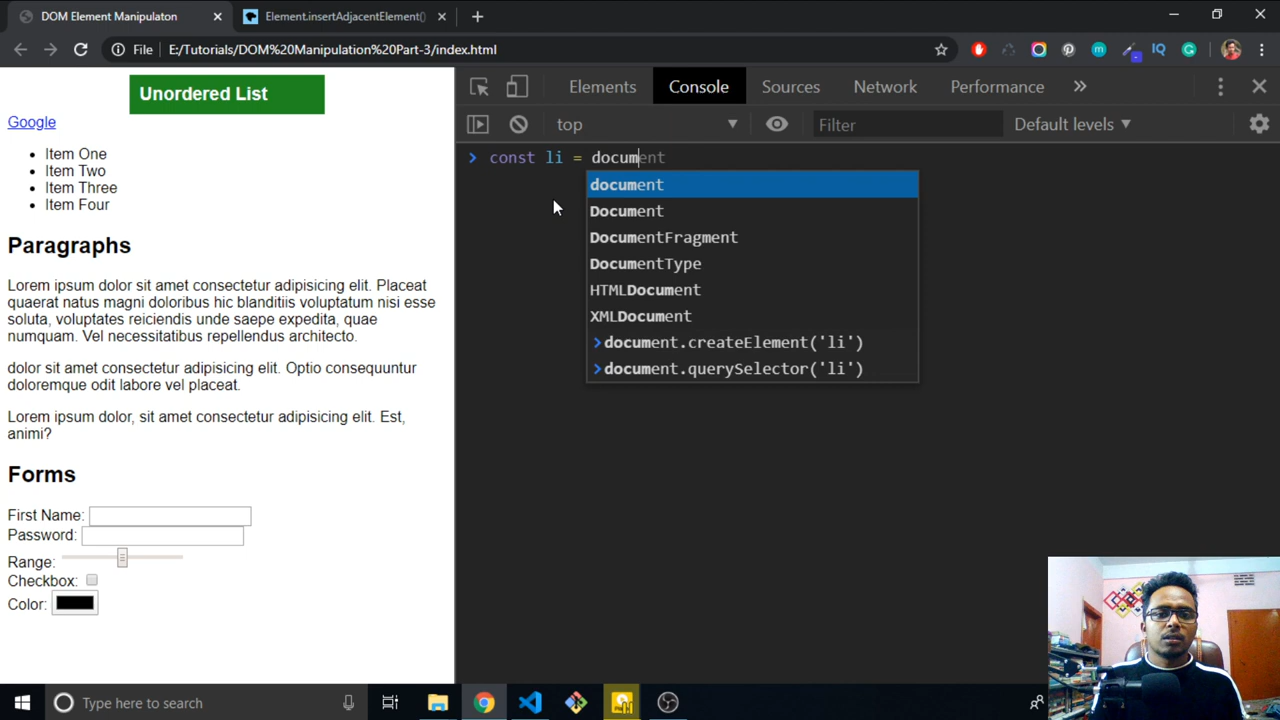 DOM Element Manipulaton
Element.insertAdjacentElement()
File
E:/Tutorials/DOM%20Manipulation%20Part-3/index.html
Unordered List
Google
Item One
Item Two
Item Three
Item Four
Paragraphs
Lorem ipsum dolor sit amet consectetur adipisicing elit. Placeat
quaerat natus magni doloribus hic blanditiis voluptatum nisi esse
soluta, voluptates reiciendis unde saepe expedita, quae
numquam. Vel necessitatibus repellendus architecto.
dolor sit amet consectetur adipisicing elit. Optio consequuntur
doloremque odit labore vel placeat.
Lorem ipsum dolor, sit amet consectetur adipisicing elit. Est,
animi?
Forms
First Name:
Password:
Range:
Checkbox:
Color:
Elements
Console
Sources
Network
Performance
top
Filter
Default levels
const li = document
document
Document
DocumentFragment
DocumentType
HTMLDocument
XMLDocument
document.createElement('li')
document.querySelector('li')
Type here to search